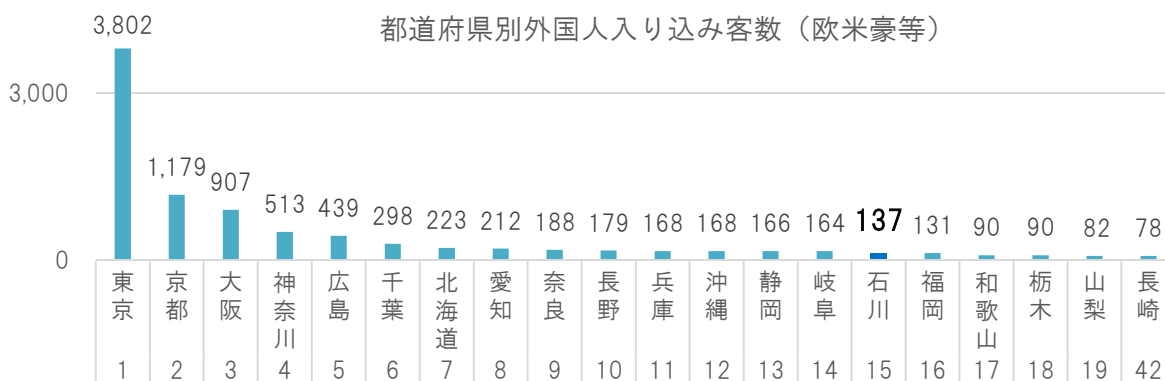 都道府県別外国人入り込み客数（欧米豪等）
3,000
0
3,802 1,179 907 513 439 298 223 212 188 179 168 168 166 164 137 131 90 90 82 78
東京 京都 大阪 神奈川 広島 千葉 北海道 愛知 奈良 長野 兵庫 沖縄 静岡 岐阜 石川 福岡 和歌山 栃木 山梨 長崎
1 2 3 4 5 6 7 8 9 10 11 12 13 14 15 16 17 18 19 42